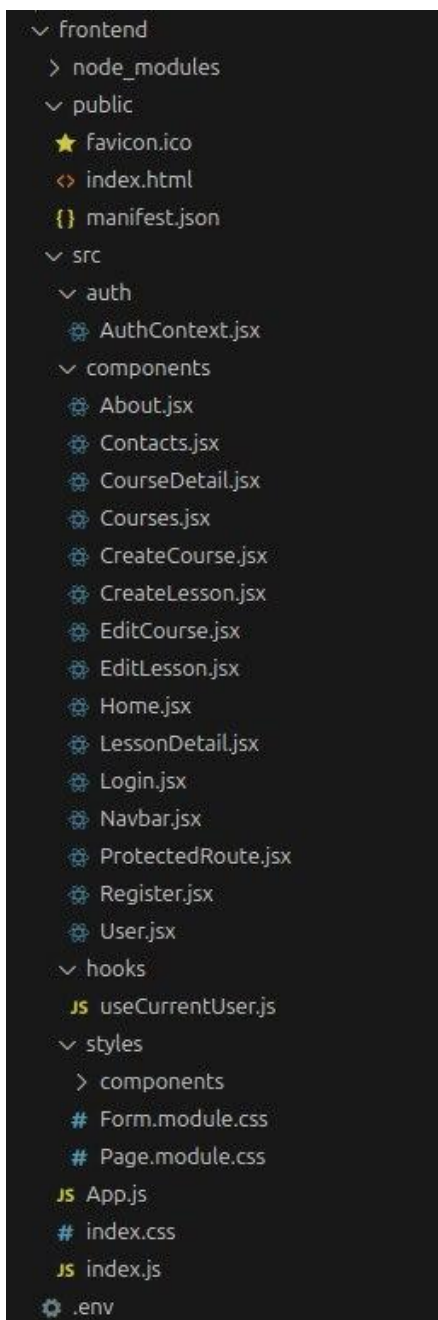 frontend
node_modules
public
favicon.ico
index.html
{} manifest.json
src
auth
AuthContext.jsx
components
About.jsx
Contacts.jsx
CourseDetail.jsx
Courses.jsx
CreateCourse.jsx
CreateLesson.jsx
EditCourse.jsx
EditLesson.jsx
Home.jsx
LessonDetail.jsx
Login.jsx
Navbar.jsx
ProtectedRoute.jsx
Register.jsx
User.jsx
hooks
JS useCurrentUser.js
styles
components
# Form.module.css
# Page.module.css
JS App.js
# index.css
JS index.js
.env